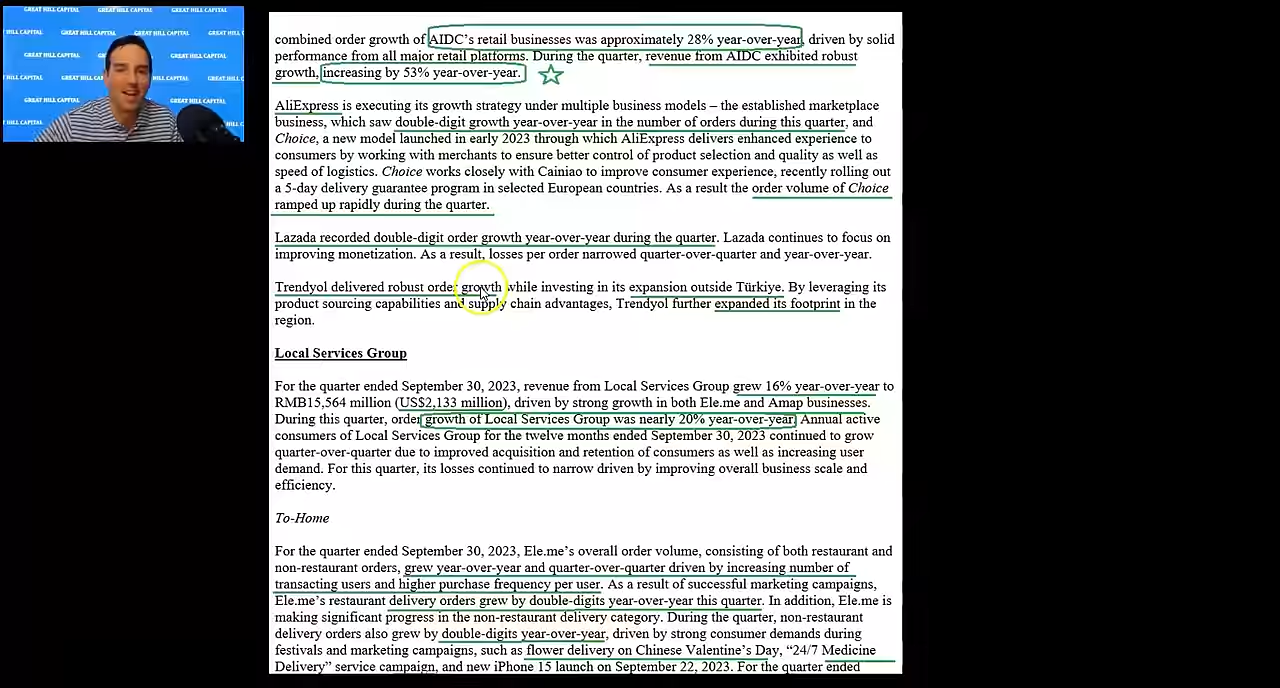 GREAT HILL CAPITAL
combined order growth of AIDC's retail businesses was approximately 28% year-over-year, driven by solid
performance from all major retail platforms. During the quarter, revenue from AIDC exhibited robust
growth, increasing by 53% year-over-year.
AliExpress is executing its growth strategy under multiple business models – the established marketplace
business, which saw double-digit growth year-over-year in the number of orders during this quarter, and
Choice, a new model launched in early 2023 through which AliExpress delivers enhanced experience to
consumers by working with merchants to ensure better control of product selection and quality as well as
speed of logistics. Choice works closely with Cainiao to improve consumer experience, recently rolling out
a 5-day delivery guarantee program in selected European countries. As a result the order volume of Choice
ramped up rapidly during the quarter.
Lazada recorded double-digit order growth year-over-year during the quarter. Lazada continues to focus on
improving monetization. As a result, losses per order narrowed quarter-over-quarter and year-over-year.
Trendyol delivered robust order growth while investing in its expansion outside Türkiye. By leveraging its
product sourcing capabilities and supply chain advantages, Trendyol further expanded its footprint in the
region.
Local Services Group
For the quarter ended September 30, 2023, revenue from Local Services Group grew 16% year-over-year to
RMB15,564 million (US$2,133 million), driven by strong growth in both Ele.me and Amap businesses.
During this quarter, order growth of Local Services Group was nearly 20% year-over-year. Annual active
consumers of Local Services Group for the twelve months ended September 30, 2023 continued to grow
quarter-over-quarter due to improved acquisition and retention of consumers as well as increasing user
demand. For this quarter, its losses continued to narrow driven by improving overall business scale and
efficiency.
To-Home
For the quarter ended September 30, 2023, Ele.me's overall order volume, consisting of both restaurant and
non-restaurant orders, grew year-over-year and quarter-over-quarter driven by increasing number of
transacting users and higher purchase frequency per user. As a result of successful marketing campaigns,
Ele.me's restaurant delivery orders grew by double-digits year-over-year this quarter. In addition, Ele.me is
making significant progress in the non-restaurant delivery category. During the quarter, non-restaurant
delivery orders also grew by double-digits year-over-year, driven by strong consumer demands during
festivals and marketing campaigns, such as flower delivery on Chinese Valentine's Day, "24/7 Medicine
Delivery" service campaign, and new iPhone 15 launch on September 22, 2023. For the quarter ended